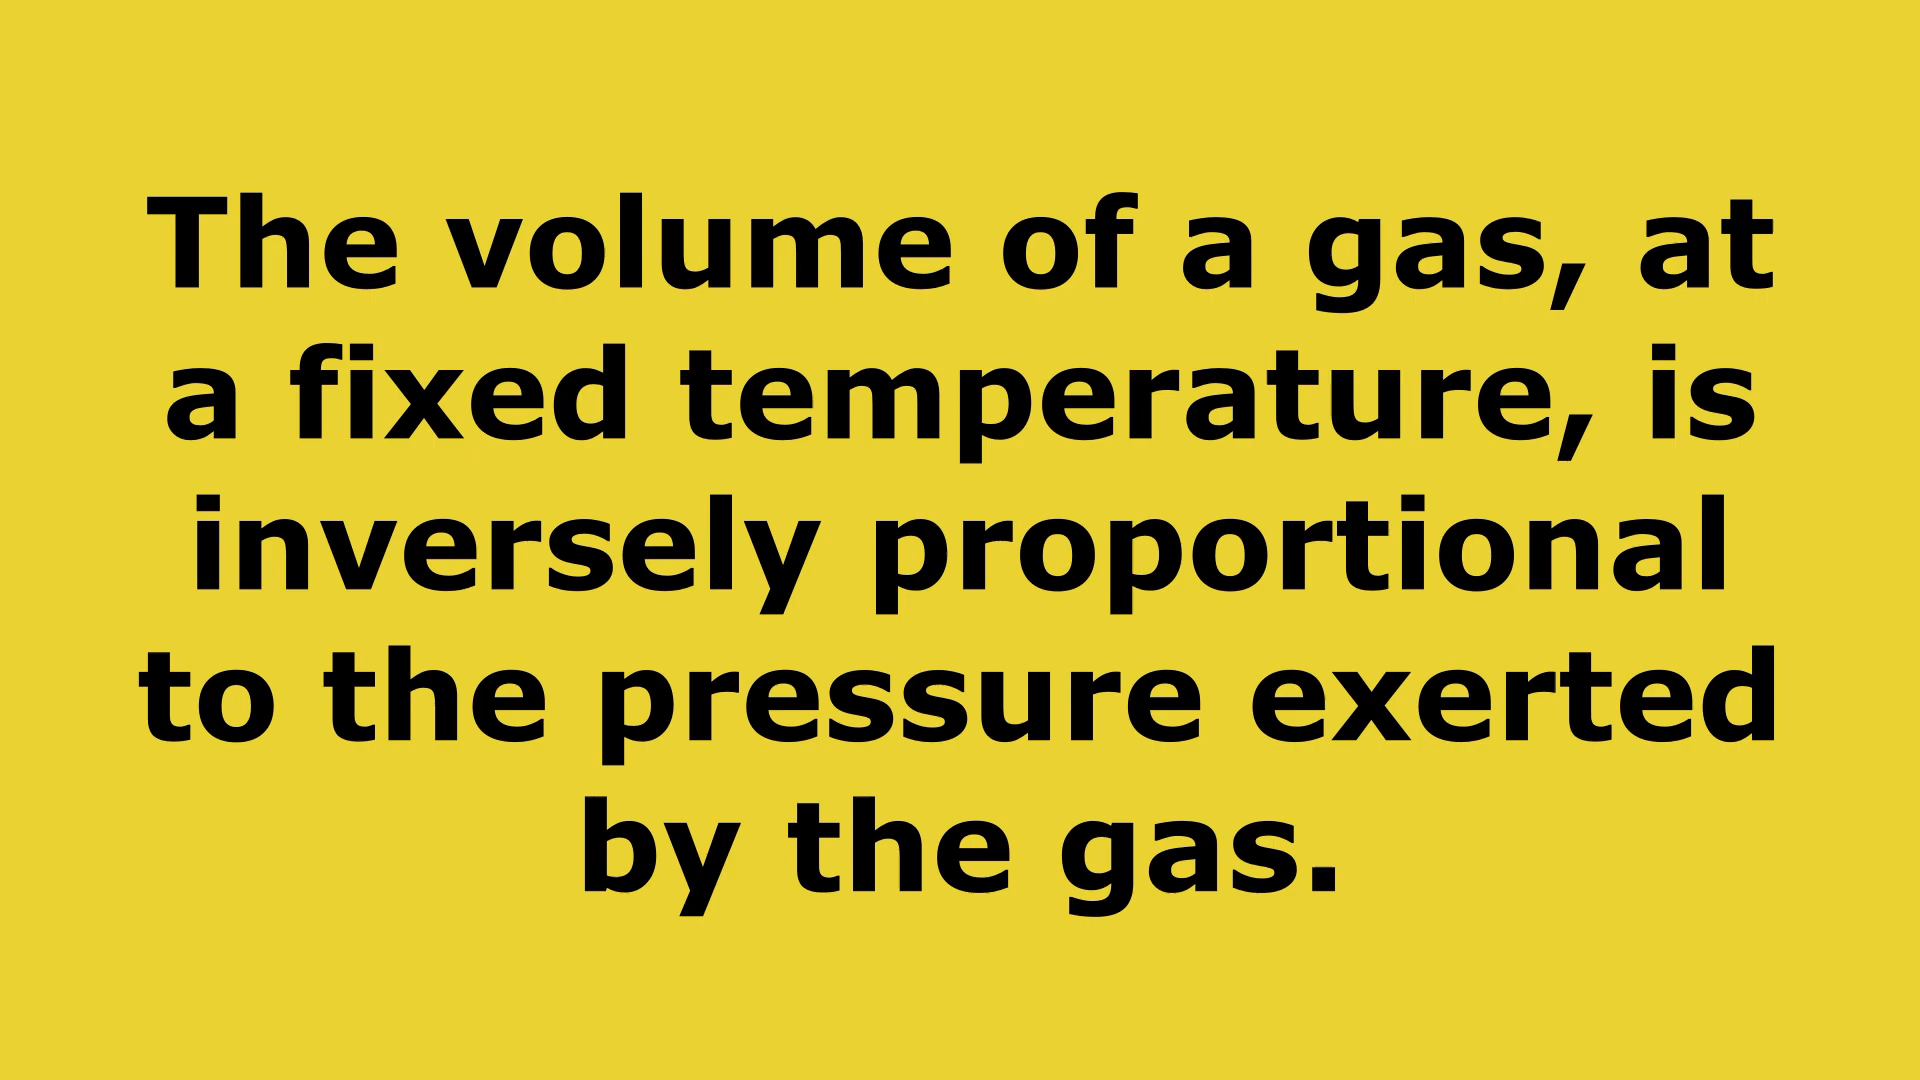 The volume of a gas, at
a fixed temperature, is
inversely proportional
to the pressure exerted
by the gas.